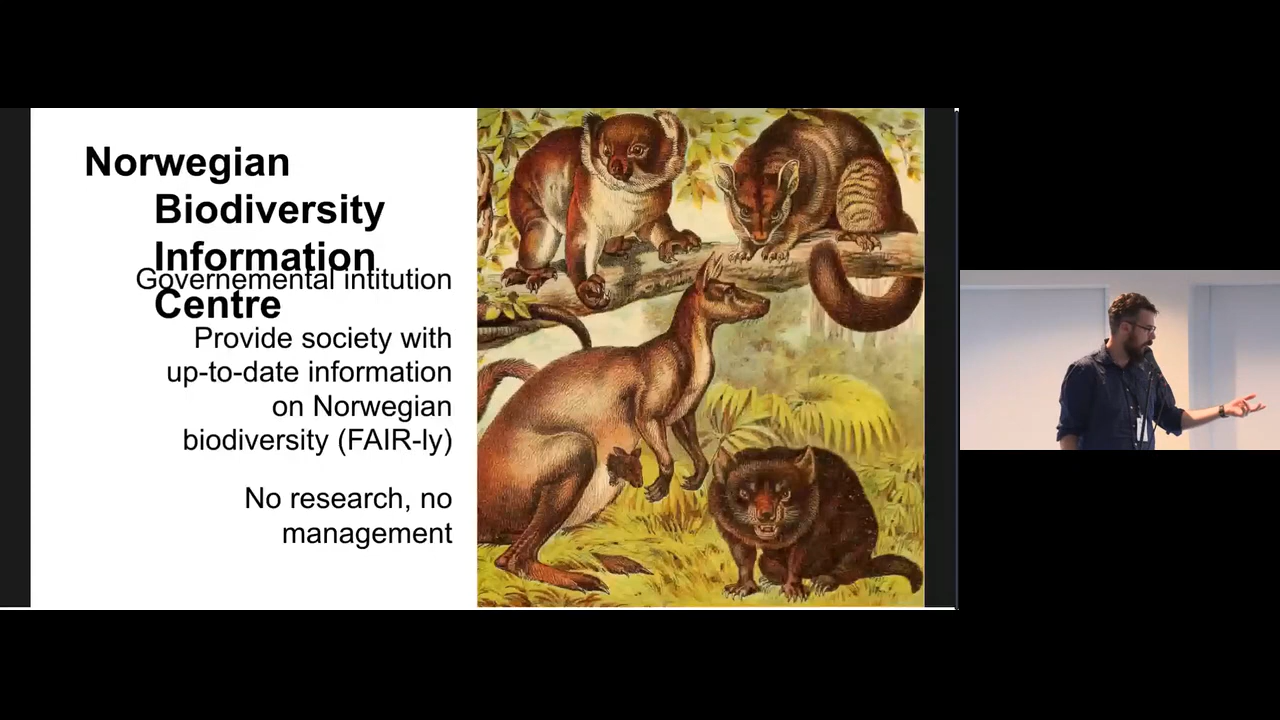 Norwegian
Biodiversity
Information
Governemental intitution
Centre
Provide society with
up-to-date information
on Norwegian
biodiversity (FAIR-ly)
No research, no
management